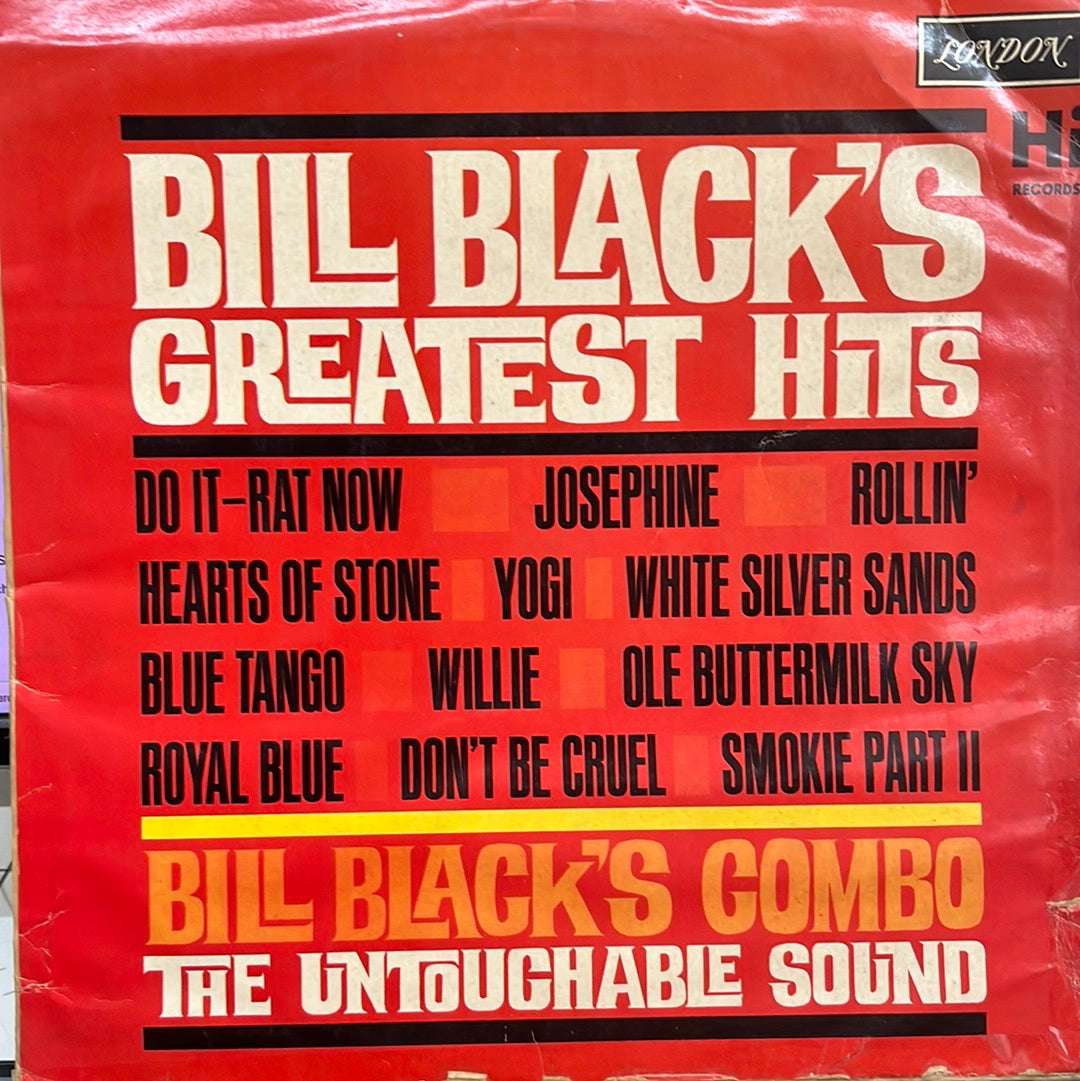 LONDON
Hi
RECORDS
BILL BLACK'S
GREATEST HiTS
DO IT–RAT NOW JOSEPHINE ROLLIN'
HEARTS OF STONE YOGI WHITE SILVER SANDS
BLUE TANGO WILLIE OLE BUTTERMILK SKY
ROYAL BLUE DON'T BE CRUEL SMOKIE PART II
BILL BLACK'S COMBO
THE UNTOUCHABLE SOUND